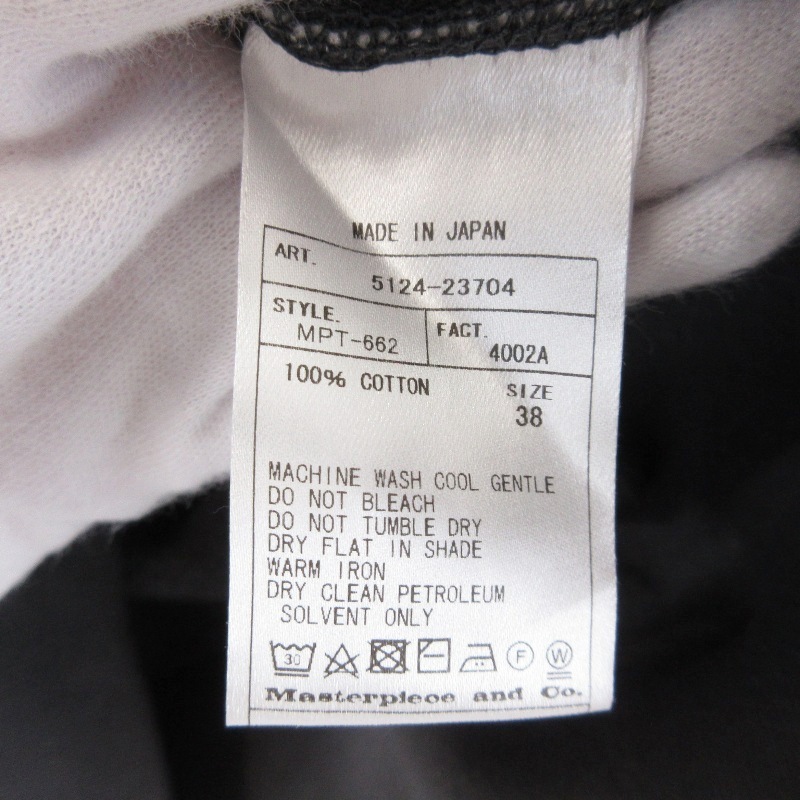 MADE IN JAPAN
ART.
5124-23704
STYLE.
MPT-662
FACT.
4002A
100% COTTON
SIZE
38
MACHINE WASH COOL GENTLE
DO NOT BLEACH
DO NOT TUMBLE DRY
DRY FLAT IN SHADE
WARM IRON
DRY CLEAN PETROLEUM
SOLVENT ONLY
30 F W
Masterpiece and Co.